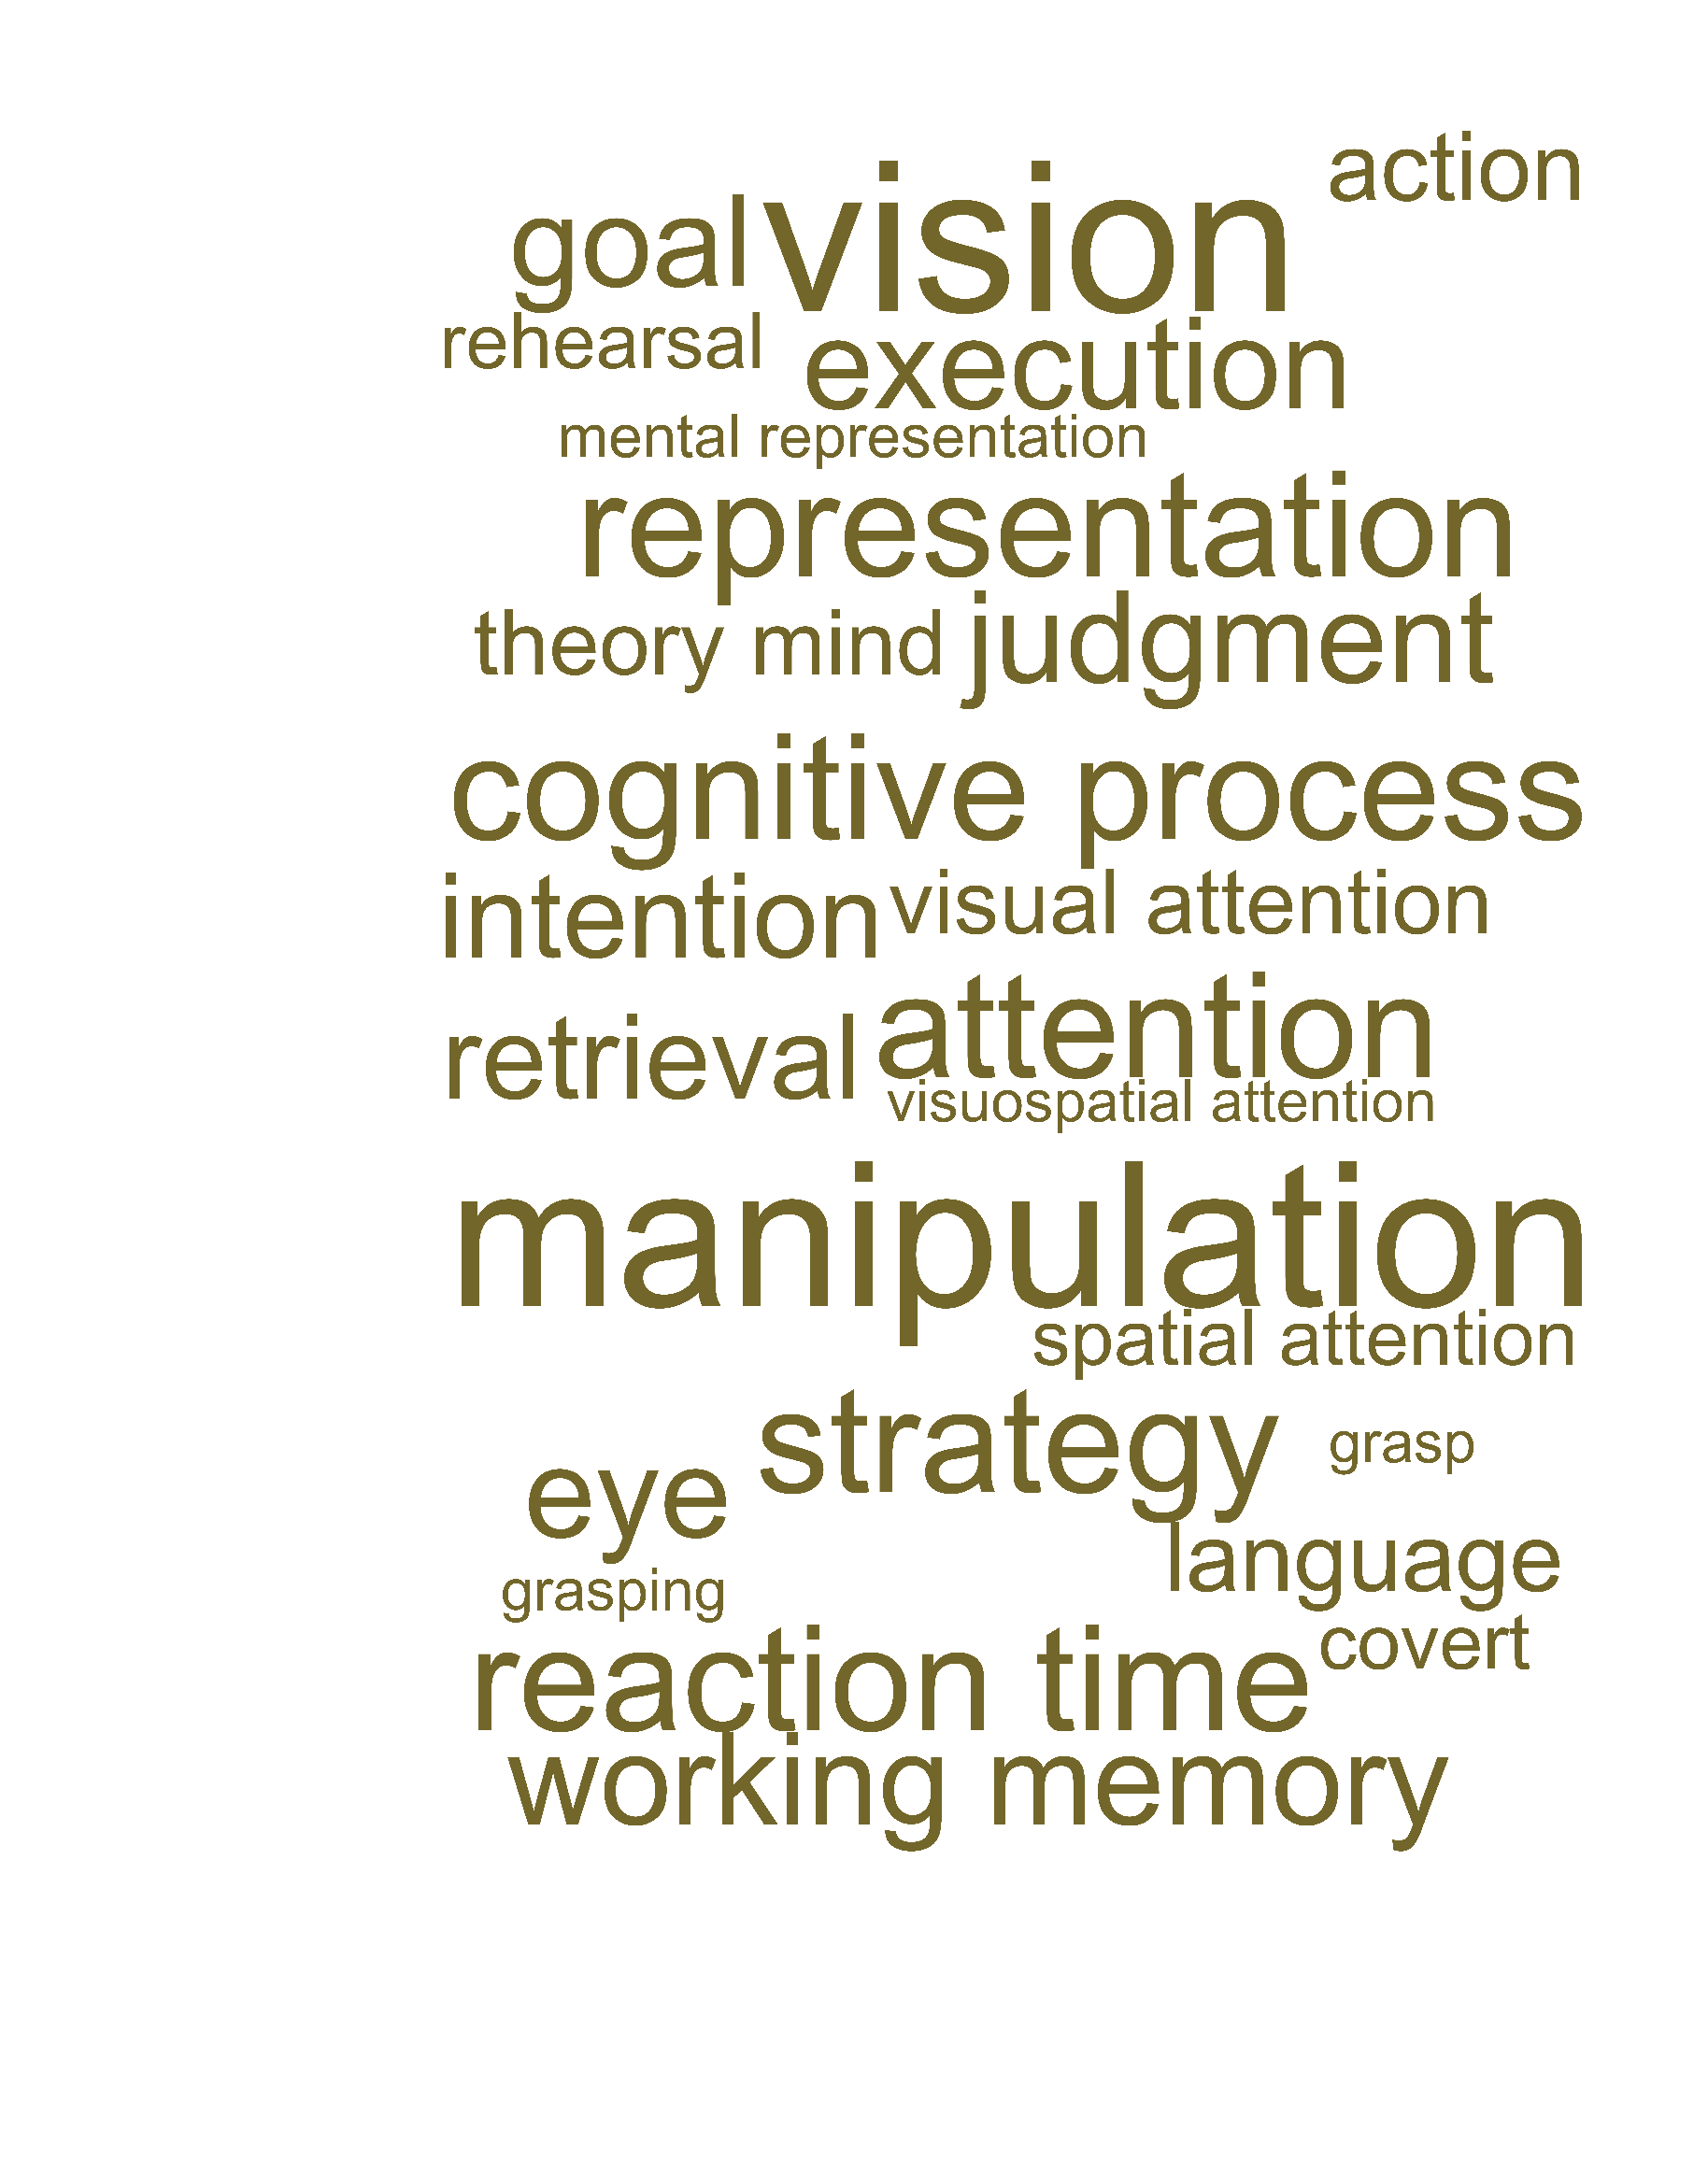 action
goal vision
rehearsal execution
mental representation
representation
theory mind judgment
cognitive process
intention visual attention
retrieval attention
visuospatial attention
manipulation
spatial attention
strategy grasp
eye
language
grasping
reaction time covert
working memory